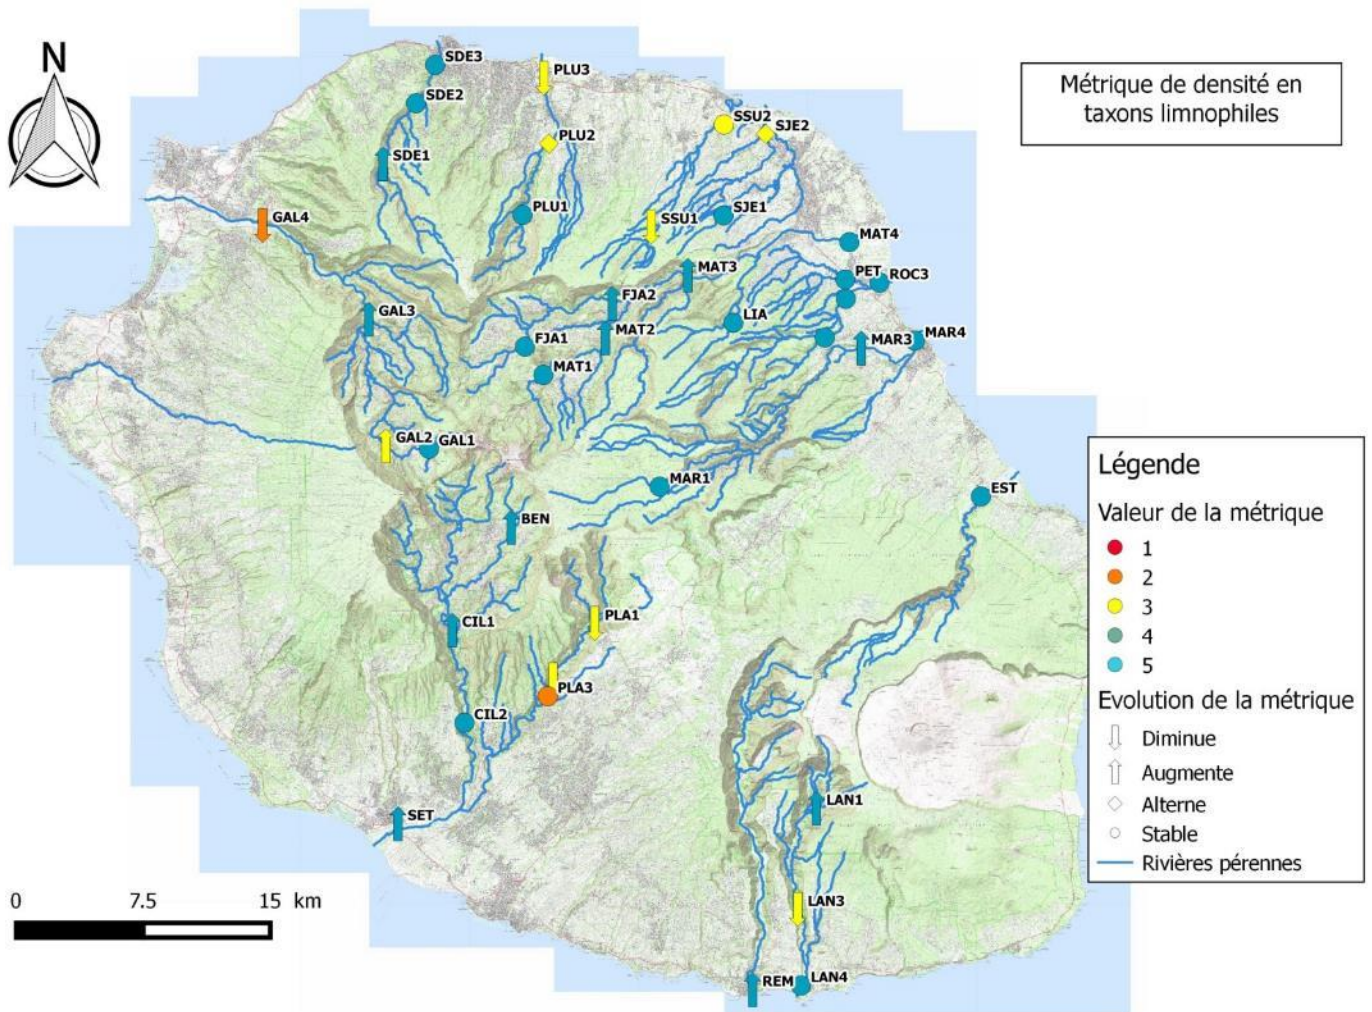 N
Métrique de densité en
taxons limnophiles
SDE3
PLU3
SDE2
SSU2
SJE2
PLU2
SDE1
PLU1
SJE1
GAL4
SSU1
MAT4
MAT3
PET
ROC3
FJA2
GAL3
LIA
MAT2
MAR4
FJA1
MAR3
MAT1
GAL2
GAL1
MAR1
EST
BEN
PLA1
CIL1
PLA3
CIL2
LAN1
SET
LAN3
REM
LAN4
Légende
Valeur de la métrique
1
2
3
4
5
Evolution de la métrique
Diminue
Augmente
Alterne
Stable
Rivières pérennes
0 7.5 15 km